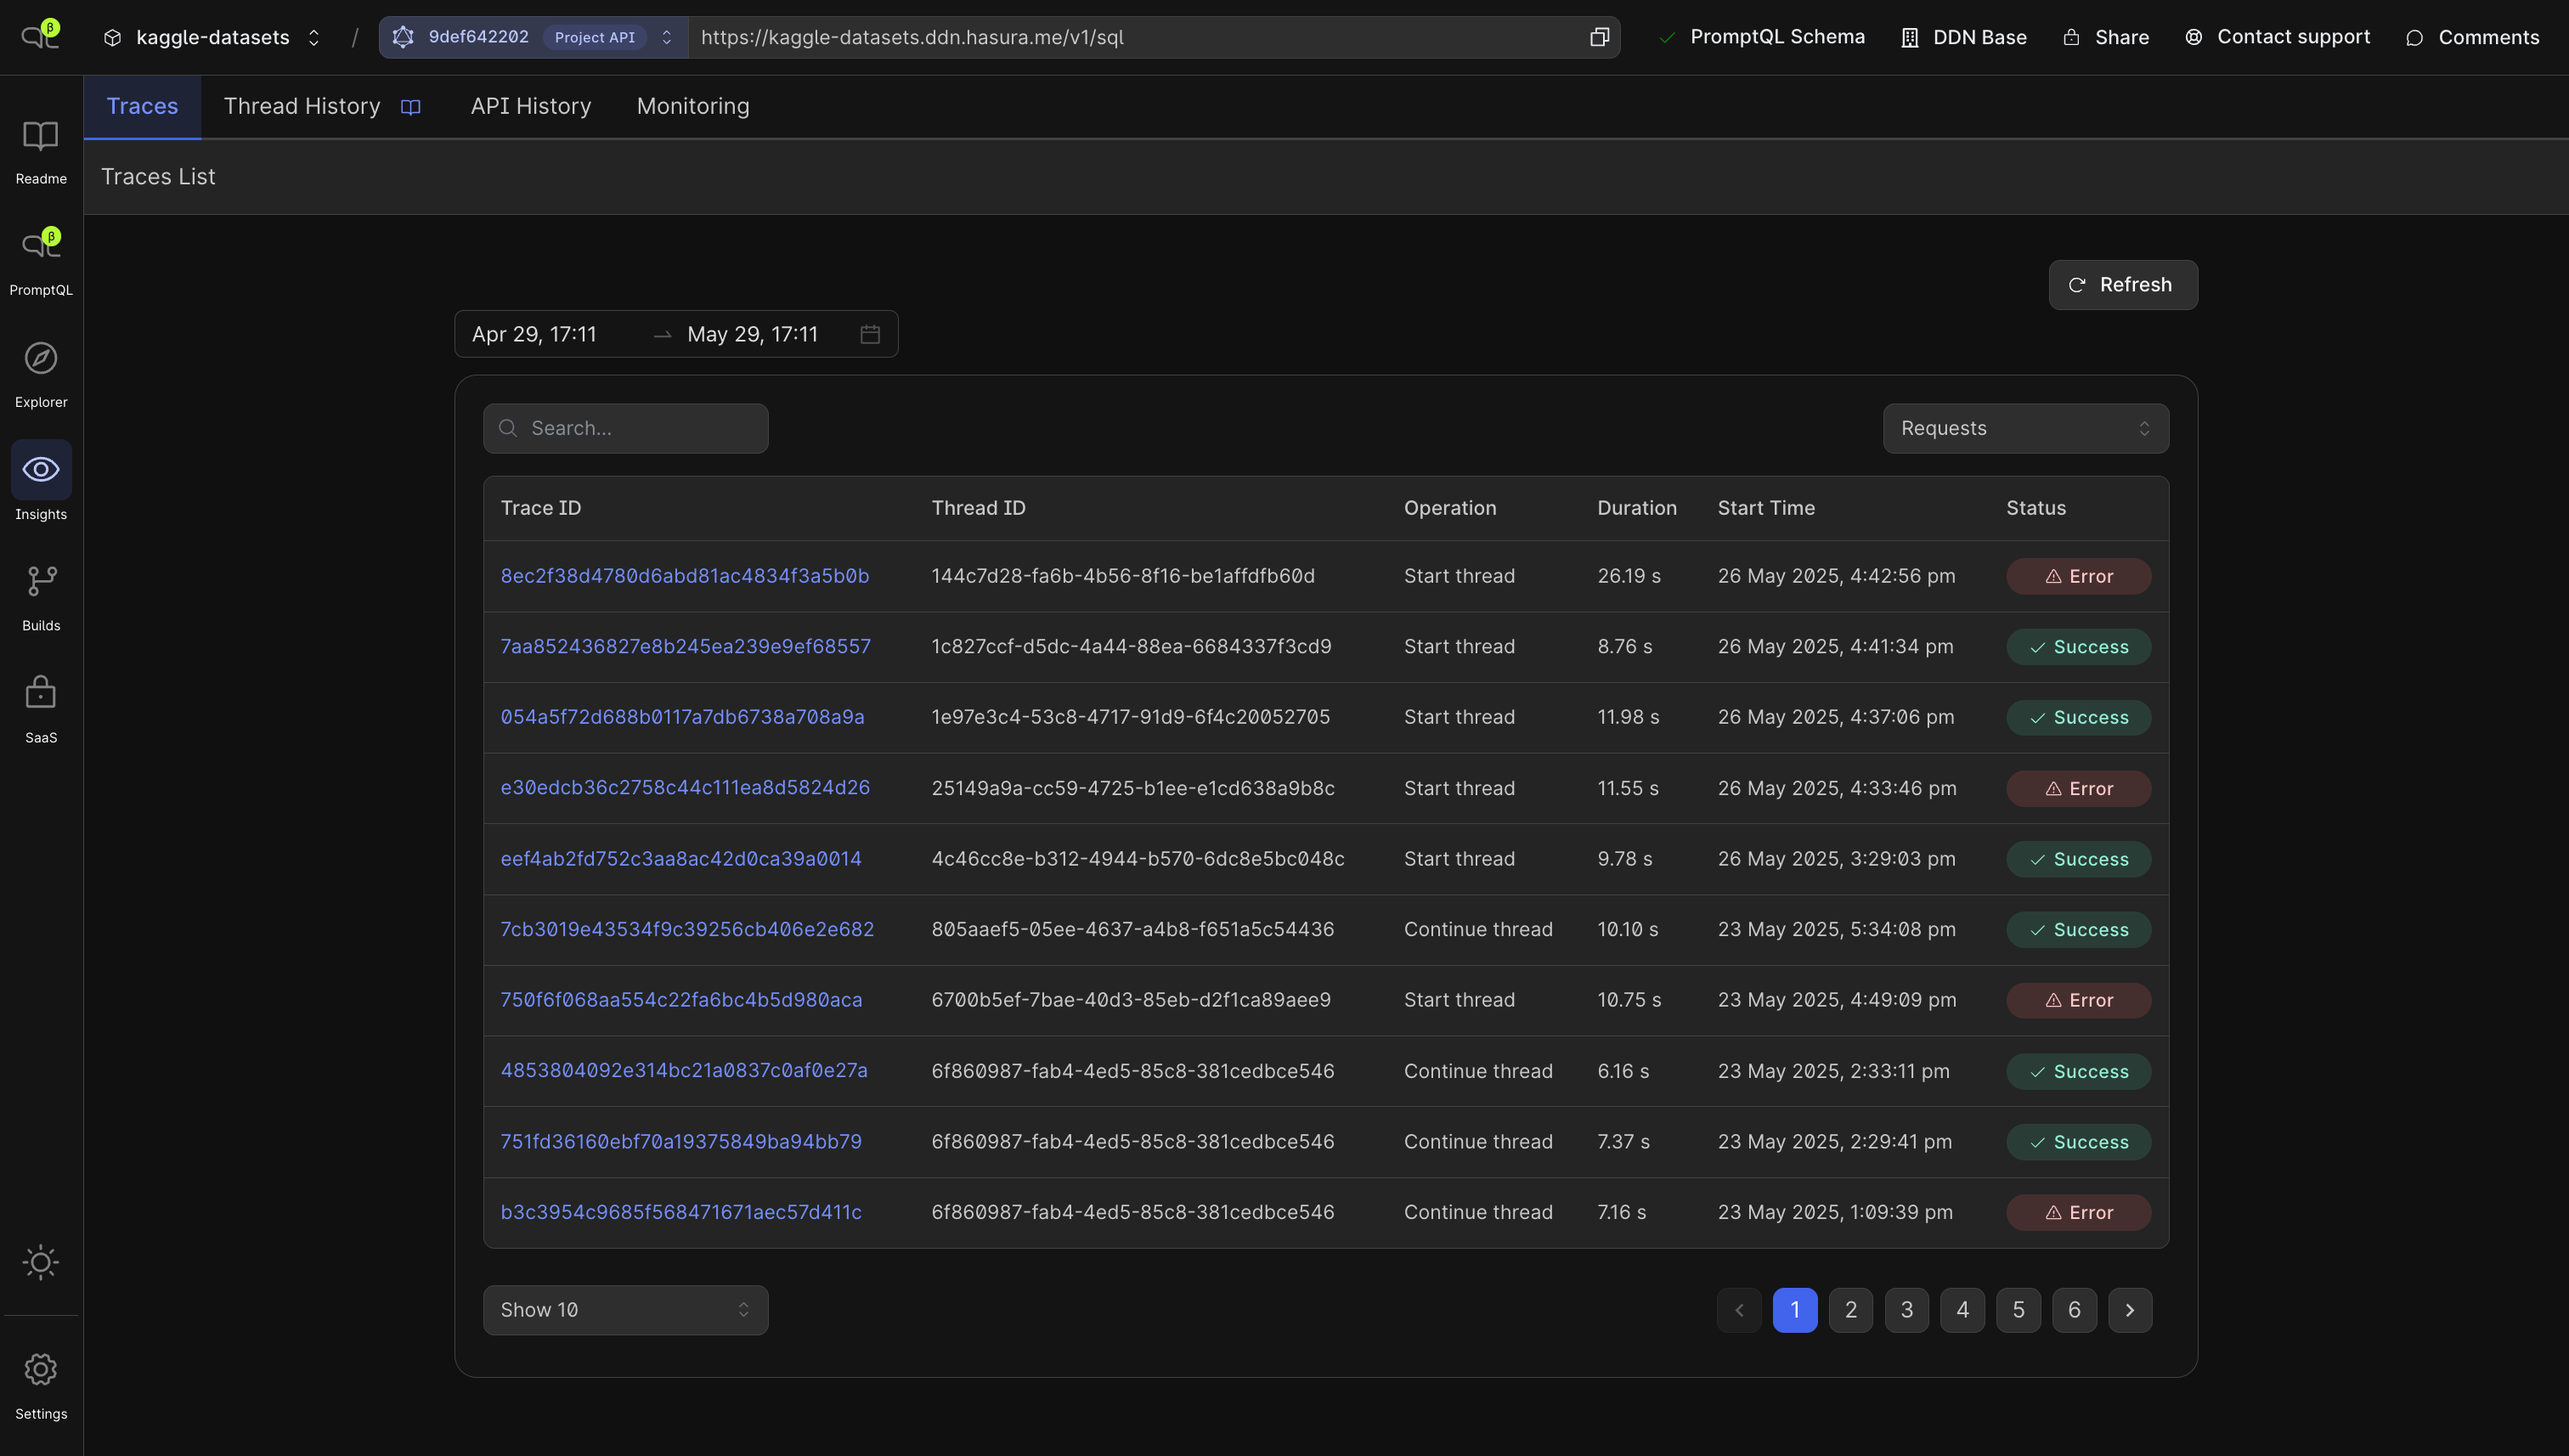 β kaggle-datasets / 9def642202 Project API https://kaggle-datasets.ddn.hasura.me/v1/sql PromptQL Schema DDN Base Share Contact support Comments
Traces Thread History API History Monitoring
Traces List
Readme
β
PromptQL
Explorer
Insights
Builds
SaaS
Settings
Refresh
Apr 29, 17:11 → May 29, 17:11
Search... Requests
Trace ID Thread ID Operation Duration Start Time Status
8ec2f38d4780d6abd81ac4834f3a5b0b 144c7d28-fa6b-4b56-8f16-be1affdfb60d Start thread 26.19 s 26 May 2025, 4:42:56 pm Error
7aa852436827e8b245ea239e9ef68557 1c827ccf-d5dc-4a44-88ea-6684337f3cd9 Start thread 8.76 s 26 May 2025, 4:41:34 pm Success
054a5f72d688b0117a7db6738a708a9a 1e97e3c4-53c8-4717-91d9-6f4c20052705 Start thread 11.98 s 26 May 2025, 4:37:06 pm Success
e30edcb36c2758c44c111ea8d5824d26 25149a9a-cc59-4725-b1ee-e1cd638a9b8c Start thread 11.55 s 26 May 2025, 4:33:46 pm Error
eef4ab2fd752c3aa8ac42d0ca39a0014 4c46cc8e-b312-4944-b570-6dc8e5bc048c Start thread 9.78 s 26 May 2025, 3:29:03 pm Success
7cb3019e43534f9c39256cb406e2e682 805aaef5-05ee-4637-a4b8-f651a5c54436 Continue thread 10.10 s 23 May 2025, 5:34:08 pm Success
750f6f068aa554c22fa6bc4b5d980aca 6700b5ef-7bae-40d3-85eb-d2f1ca89aee9 Start thread 10.75 s 23 May 2025, 4:49:09 pm Error
4853804092e314bc21a0837c0af0e27a 6f860987-fab4-4ed5-85c8-381cedbce546 Continue thread 6.16 s 23 May 2025, 2:33:11 pm Success
751fd36160ebf70a19375849ba94bb79 6f860987-fab4-4ed5-85c8-381cedbce546 Continue thread 7.37 s 23 May 2025, 2:29:41 pm Success
b3c3954c9685f568471671aec57d411c 6f860987-fab4-4ed5-85c8-381cedbce546 Continue thread 7.16 s 23 May 2025, 1:09:39 pm Error
Show 10 1 2 3 4 5 6